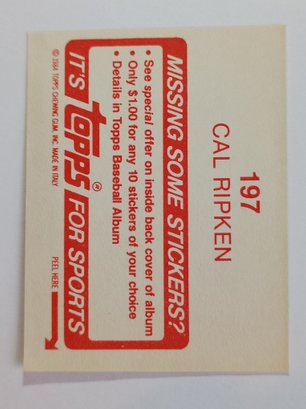 197
CAL RIPKEN
MISSING SOME STICKERS?
• See special offer on inside back cover of album
• Only $1.00 for any 10 stickers of your choice
• Details in Topps Baseball Album
IT'S topps® FOR SPORTS
© 1984 TOPPS CHEWING GUM, INC. MADE IN ITALY
PEEL HERE